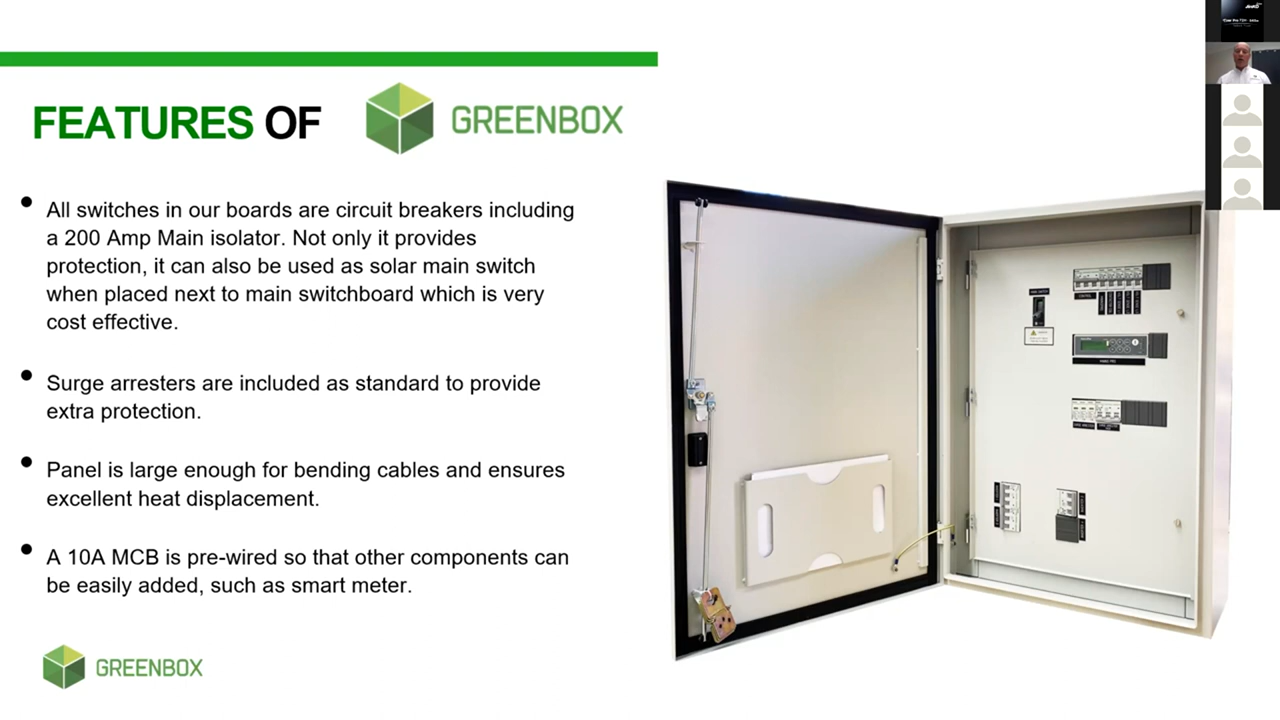 FEATURES OF GREENBOX
All switches in our boards are circuit breakers including
a 200 Amp Main isolator. Not only it provides
protection, it can also be used as solar main switch
when placed next to main switchboard which is very
cost effective.
Surge arresters are included as standard to provide
extra protection.
Panel is large enough for bending cables and ensures
excellent heat displacement.
A 10A MCB is pre-wired so that other components can
be easily added, such as smart meter.
GREENBOX